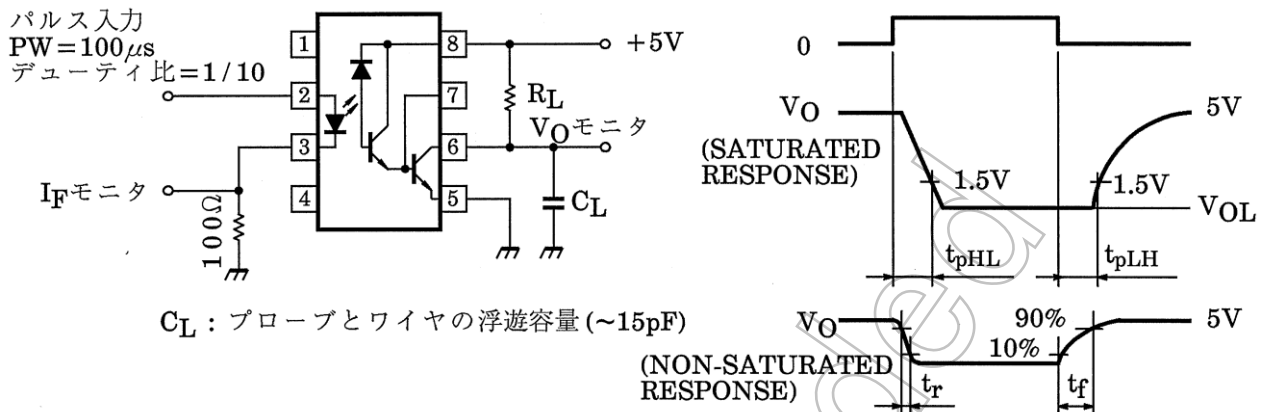 パルス入力
PW=100μs
デューティ比=1/10
1
2
3
4
8
7
6
5
+5V
RL
VOモニタ
IFモニタ
100Ω
CL
CL : プローブとワイヤの浮遊容量 (~15pF)
0
VO
5V
(SATURATED
RESPONSE)
1.5V
1.5V
VOL
tpHL
tpLH
VO
90%
5V
10%
(NON-SATURATED
RESPONSE)
tr
tf